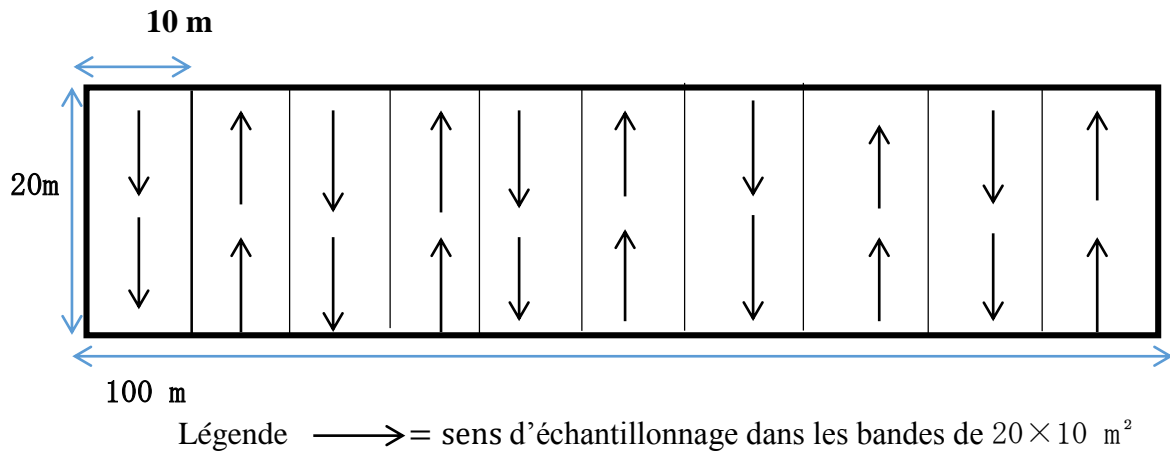 10 m
20m
100 m
Légende = sens d'échantillonnage dans les bandes de 20×10 m²